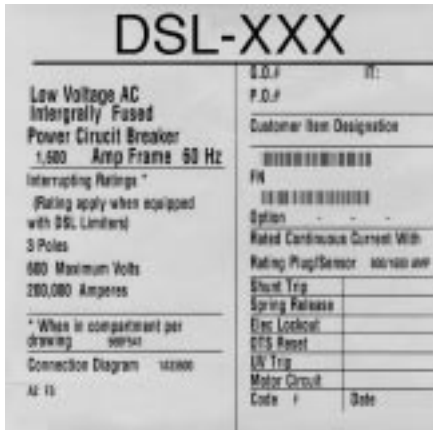 DSL-XXX
Low Voltage AC
Intergrally Fused
Power Cirucit Breaker
1,600 Amp Frame 60 Hz
Interrupting Ratings *
(Rating apply when equipped
with DSL Limiters)
3 Poles
600 Maximum Volts
200,000 Amperes
* When in compartment per
drawing
Connection Diagram
G.O.# IT:
P.O.#
Customer Item Designation
PN
Option - - -
Rated Continuous Current With
Rating Plug/Sensor
Shunt Trip
Spring Release
Elec Lockout
OTS Reset
UV Trip
Motor Circuit
Code # Date